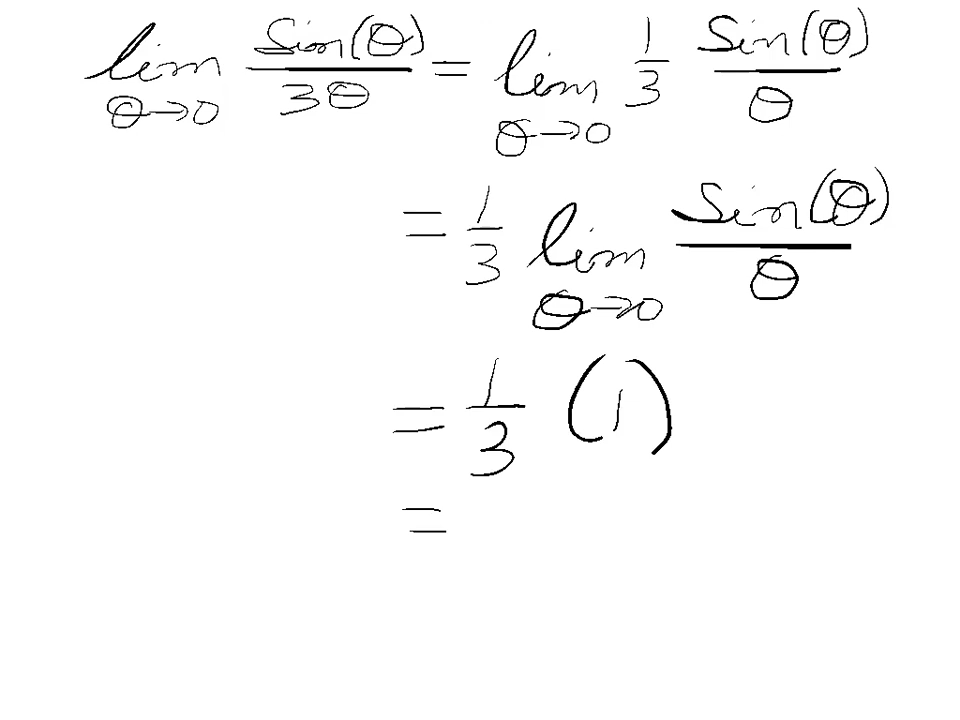 lim θ→0 Sin(θ)/3θ = lim θ→0 1/3 Sin(θ)/θ
= 1/3 lim θ→0 Sin(θ)/θ
= 1/3 (1)
=